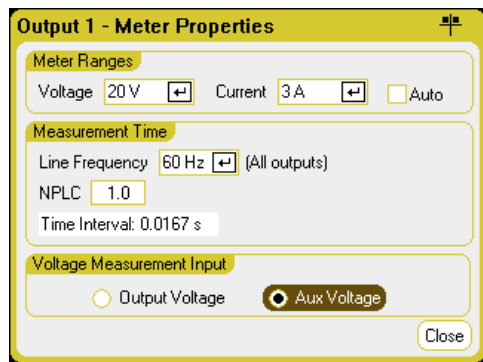 Output 1 - Meter Properties
Meter Ranges
Voltage 20 V Current 3 A Auto
Measurement Time
Line Frequency 60 Hz (All outputs)
NPLC 1.0
Time Interval: 0.0167 s
Voltage Measurement Input
Output Voltage Aux Voltage
Close